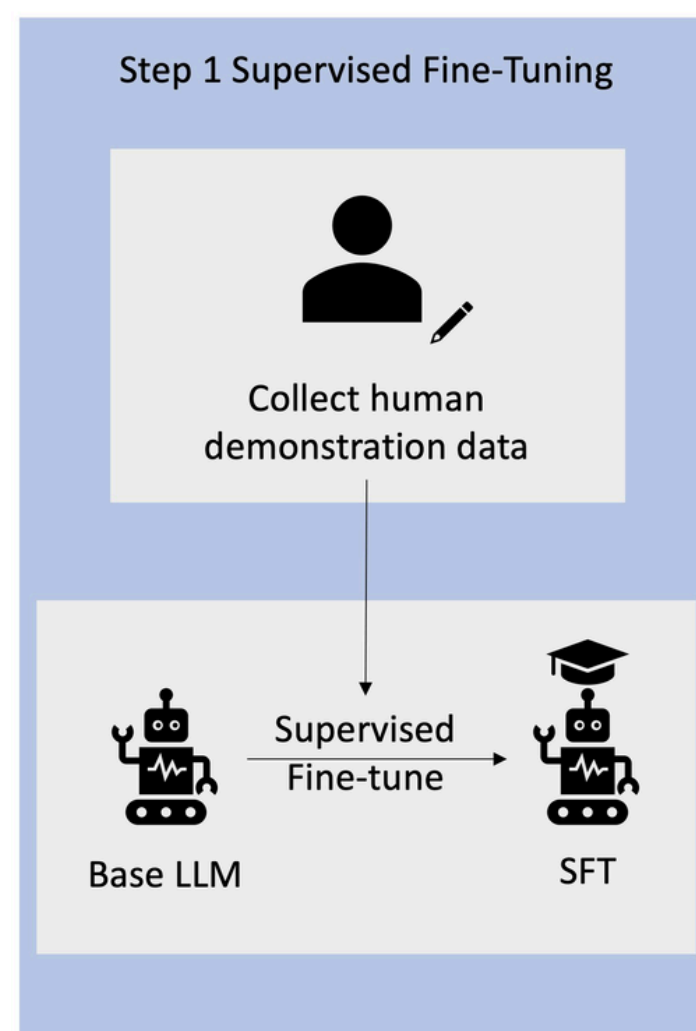 Step 1 Supervised Fine-Tuning
Collect human
demonstration data
Supervised
Fine-tune
Base LLM
SFT